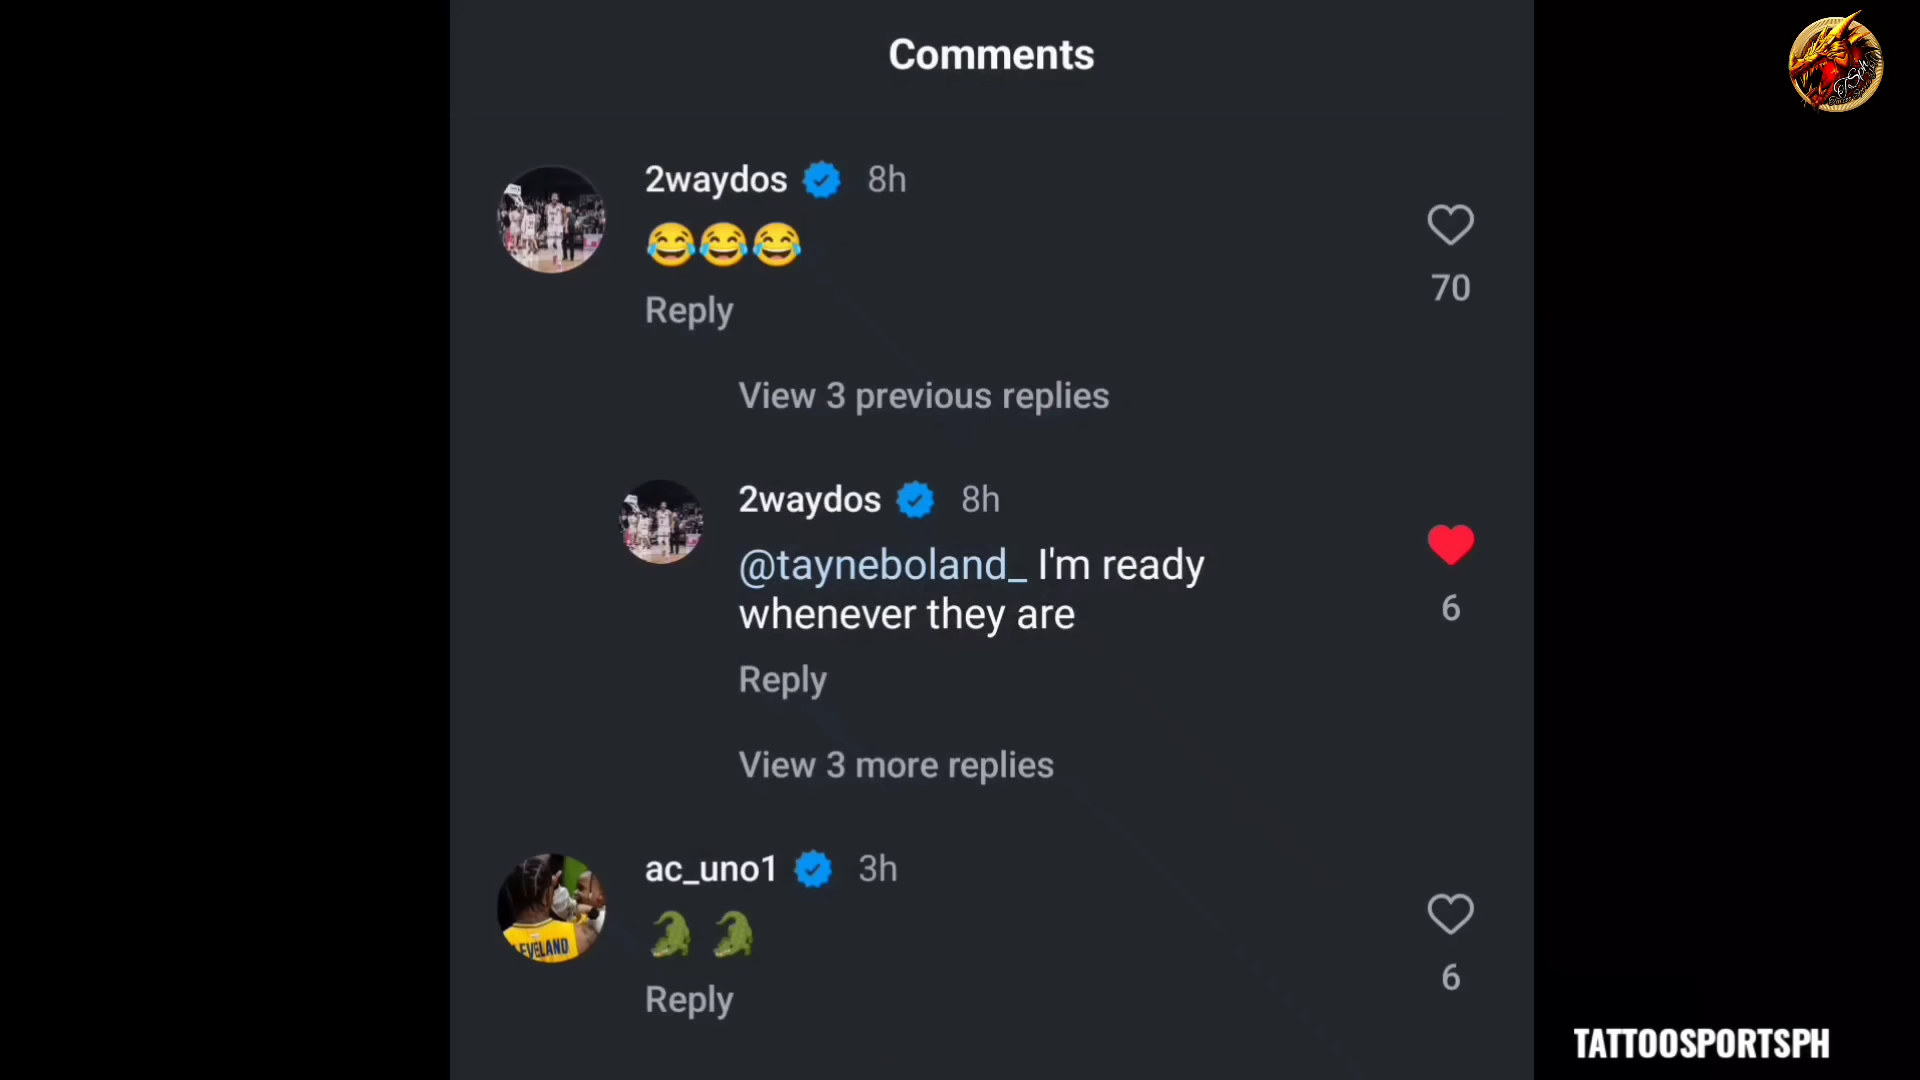 Comments
2waydos 8h
😂😂😂
Reply
70
View 3 previous replies
2waydos 8h
@tayneboland_ I'm ready
whenever they are
6
Reply
View 3 more replies
ac_uno1 3h
🐊 🐊
Reply
6
EVELAND
TATTOOSPORTSPH